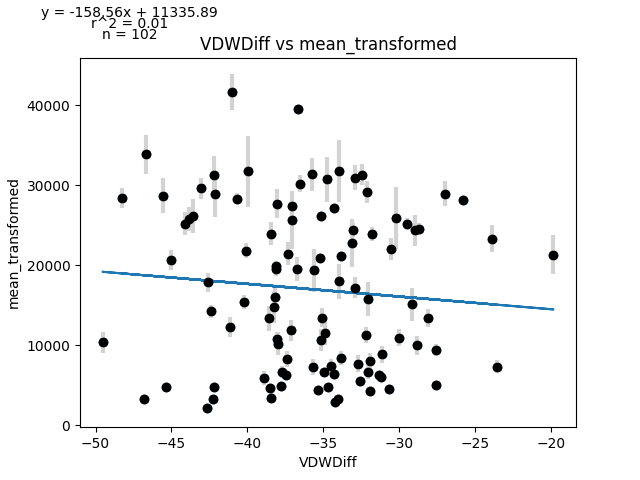 y = -158.56x + 11335.89
r^2 = 0.01
n = 102
VDWDiff vs mean_transformed
mean_transformed
40000
30000
20000
10000
0
−50
−45
−40
−35
−30
−25
−20
VDWDiff